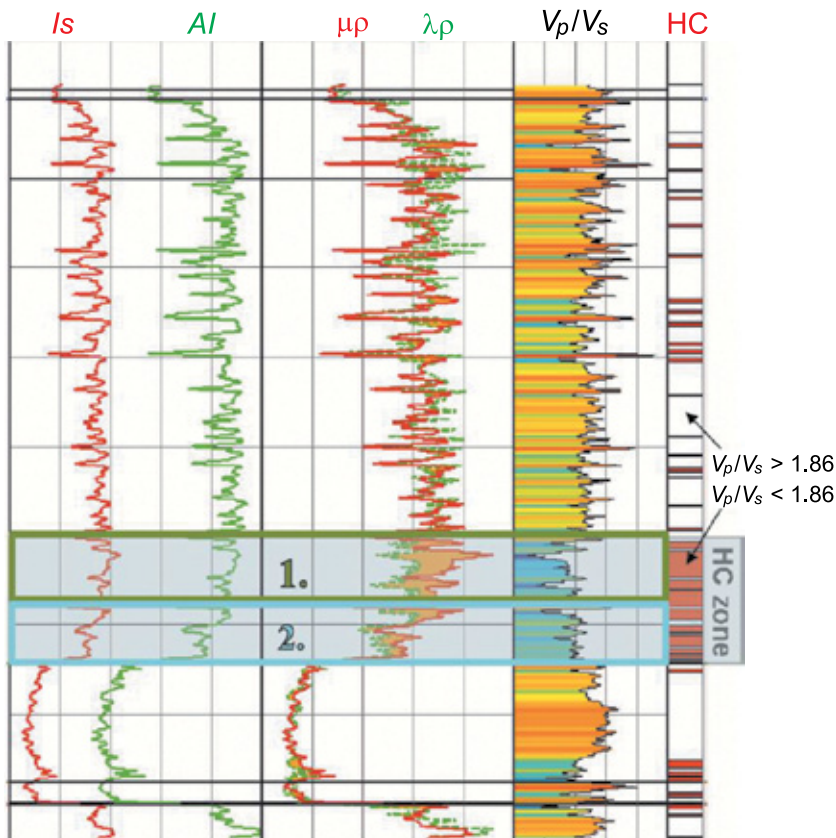 Is AI μρ λρ Vp/Vs HC
Vp/Vs > 1.86
Vp/Vs < 1.86
1.
2.
HC zone